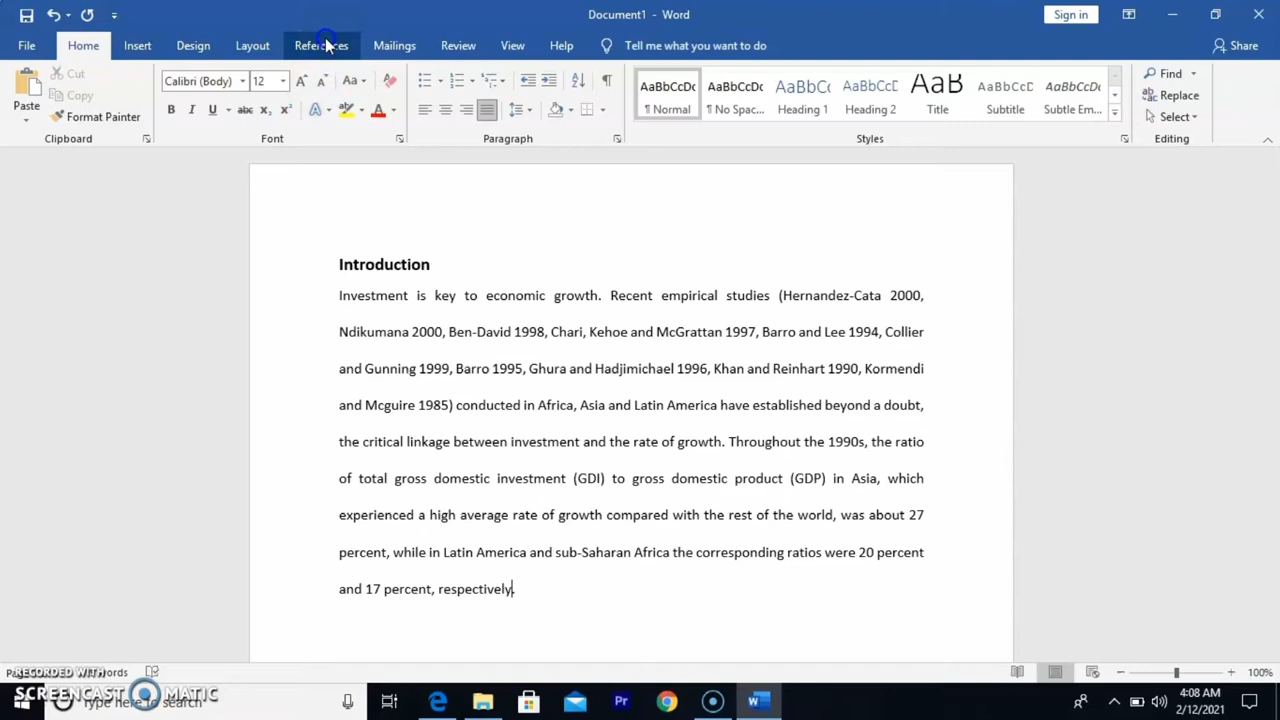 Document1 - Word
Sign in
File Home Insert Design Layout References Mailings Review View Help Tell me what you want to do Share
Paste
Cut
Copy
Format Painter
Clipboard
Calibri (Body) 12
Aa
B I U abc x₂ x² A ab A
Font
Paragraph
AaBbCcDc AaBbCcDc AaBbCc AaBbCcD AaB AaBbCcD AaBbCcDc
¶ Normal ¶ No Spac... Heading 1 Heading 2 Title Subtitle Subtle Em...
Styles
Find
Replace
Select
Editing
Introduction
Investment is key to economic growth. Recent empirical studies (Hernandez-Cata 2000,
Ndikumana 2000, Ben-David 1998, Chari, Kehoe and McGrattan 1997, Barro and Lee 1994, Collier
and Gunning 1999, Barro 1995, Ghura and Hadjimichael 1996, Khan and Reinhart 1990, Kormendi
and Mcguire 1985) conducted in Africa, Asia and Latin America have established beyond a doubt,
the critical linkage between investment and the rate of growth. Throughout the 1990s, the ratio
of total gross domestic investment (GDI) to gross domestic product (GDP) in Asia, which
experienced a high average rate of growth compared with the rest of the world, was about 27
percent, while in Latin America and sub-Saharan Africa the corresponding ratios were 20 percent
and 17 percent, respectively.
RECORDED WITH
words
100%
SCREENCAST MATIC
Type here to search
Pr
4:08 AM
2/12/2021